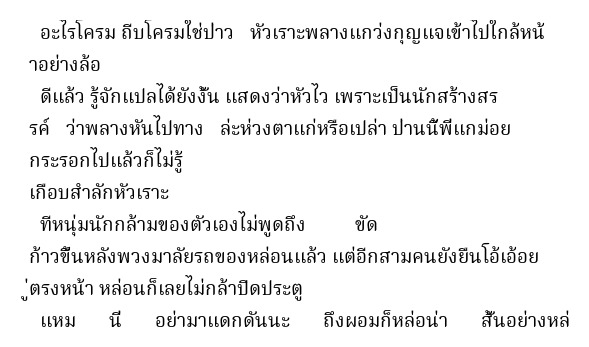 อะไรโครม ถีบโครมใช่ปาว หัวเราะพลางแกว่งกุญแจเข้าไปใกล้หน้
าอย่างล้อ
ดีแล้ว รู้จักแปลได้ยังงั้น แสดงว่าหัวไว เพราะเป็นนักสร้างสร
รค์ ว่าพลางหันไปทาง ล่ะห่วงตาแก่หรือเปล่า ปานนี้พีแกม่อย
กระรอกไปแล้วก็ไม่รู้
เกือบสำลักหัวเราะ
ทีหนุ่มนักกล้ามของตัวเองไม่พูดถึง ขัด
ก้าวขึ้นหลังพวงมาลัยรถของหล่อนแล้ว แต่อีกสามคนยังยืนโอ้เอ้อย
ู่ตรงหน้า หล่อนก็เลยไม่กล้าปิดประตู
แหม นี อย่ามาแดกดันนะ ถึงผอมก็หล่อน่า สั้นอย่างหล่